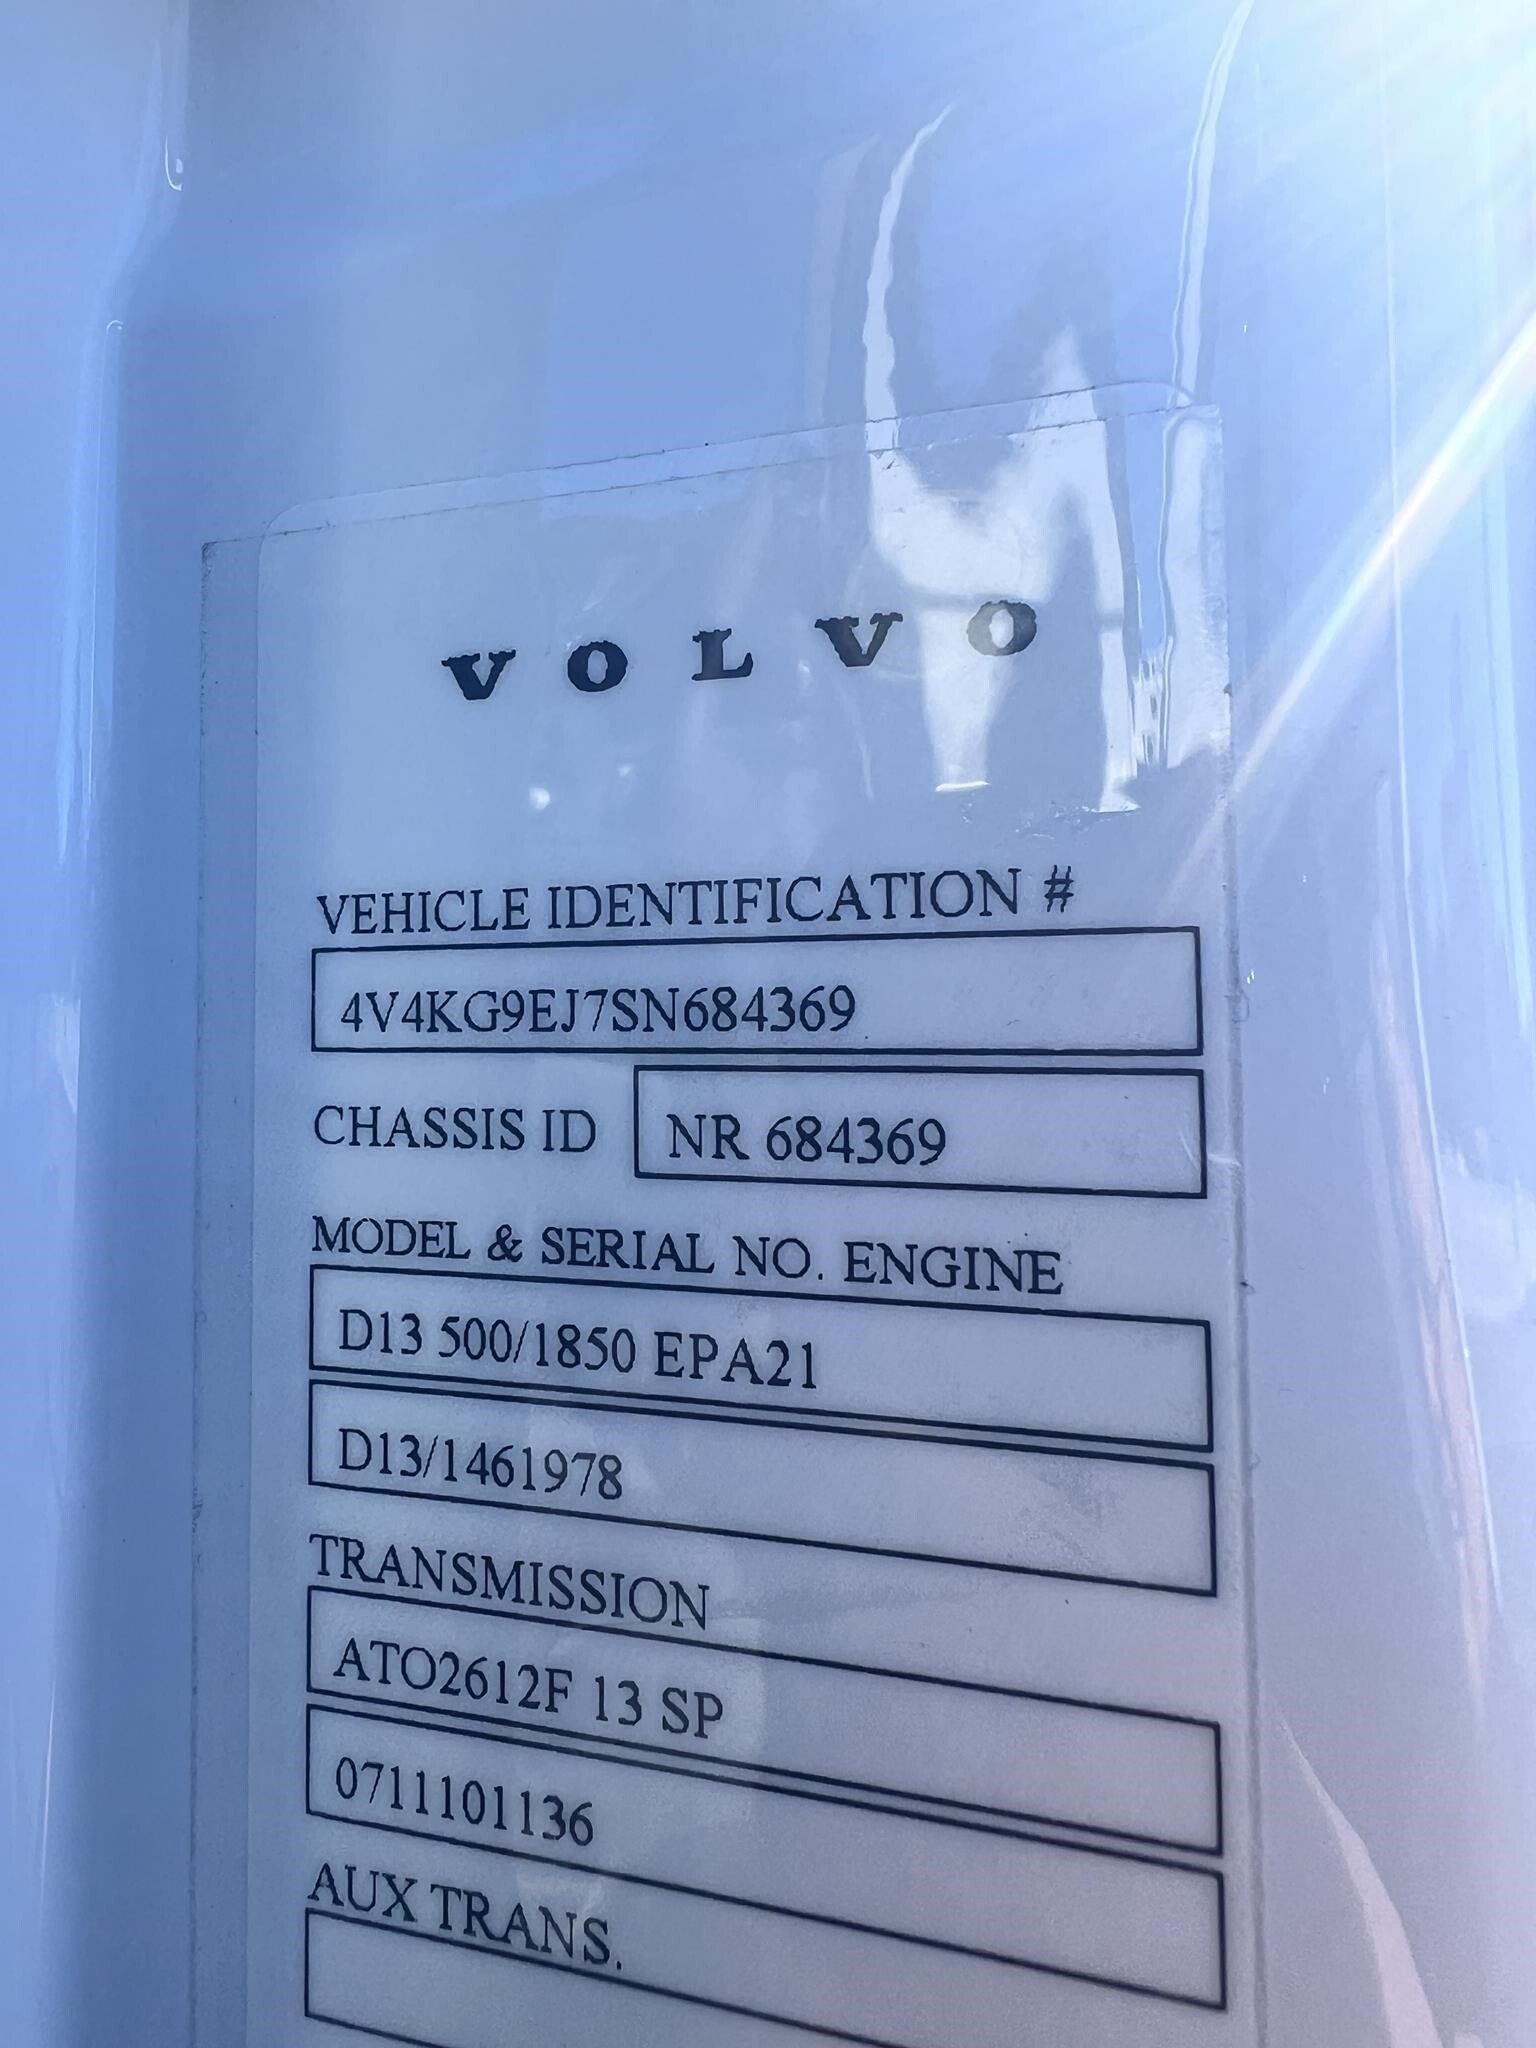 VOLVO
VEHICLE IDENTIFICATION #
4V4KG9EJ7SN684369
CHASSIS ID NR 684369
MODEL & SERIAL NO. ENGINE
D13 500/1850 EPA21
D13/1461978
TRANSMISSION
ATO2612F 13 SP
0711101136
AUX TRANS.